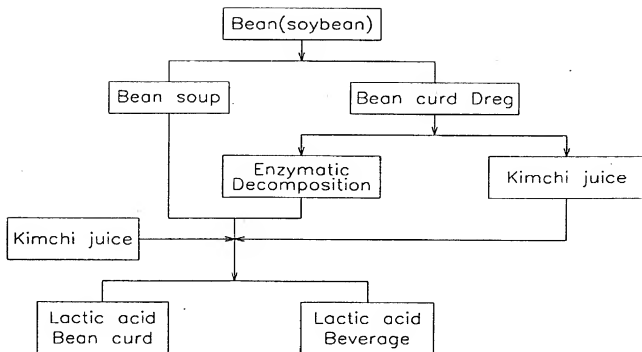 Bean(soybean)
Bean soup
Bean curd Dreg
Enzymatic
Decomposition
Kimchi juice
Kimchi juice
Lactic acid
Bean curd
Lactic acid
Beverage